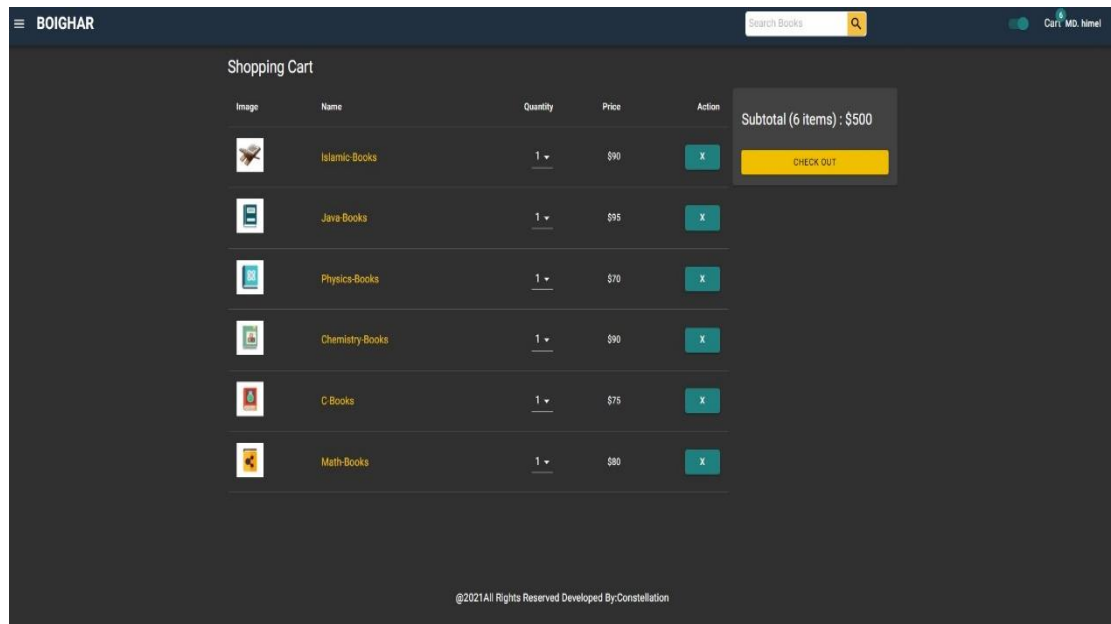 ≡ BOIGHAR Search Books 6 Cart MD. himel
Shopping Cart
Image Name Quantity Price Action
Subtotal (6 items) : $500
CHECK OUT
Islamic-Books 1 $90 X
Java-Books 1 $95 X
Physics-Books 1 $70 X
Chemistry-Books 1 $90 X
C-Books 1 $75 X
Math-Books 1 $80 X
@2021All Rights Reserved Developed By:Constellation